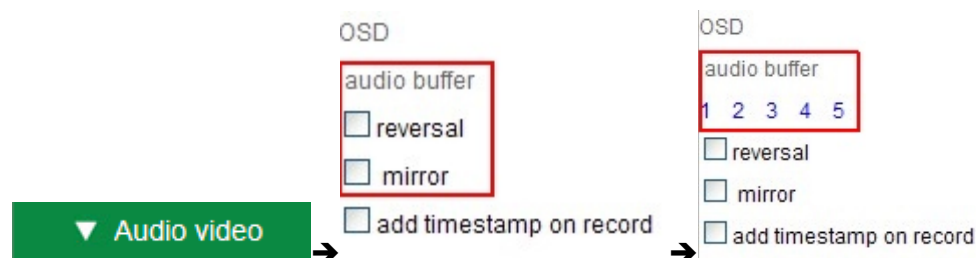 ▼ Audio video
➔
OSD
audio buffer
reversal
mirror
add timestamp on record
➔
OSD
audio buffer
1 2 3 4 5
reversal
mirror
add timestamp on record